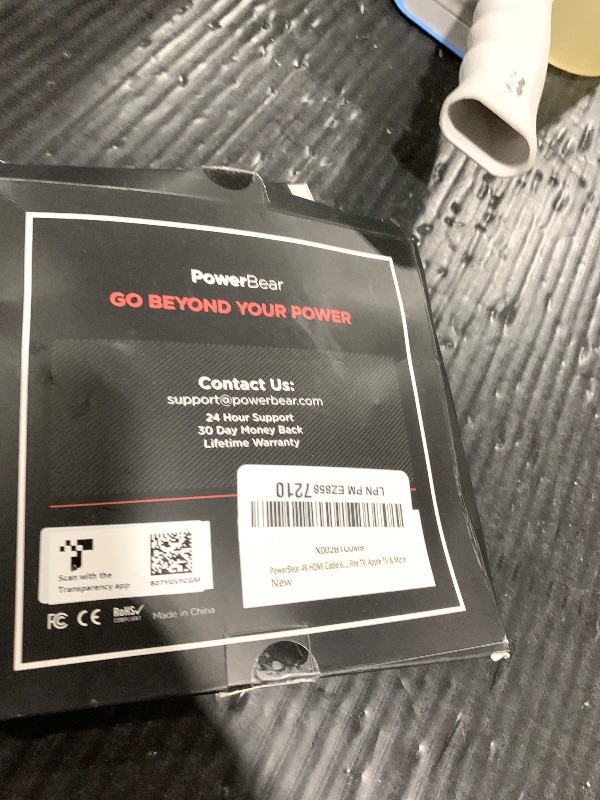 PowerBear
GO BEYOND YOUR POWER
Contact Us:
support@powerbear.com
24 Hour Support
30 Day Money Back
Lifetime Warranty
LPN PM EZ858 7210
PowerBear 4K HDMI Cable 6... Fire TV, Apple TV & More
New
Scan with the
Transparency app
B07YGVPCGM
FC CE RoHS✓
COMPLIANT
Made in China